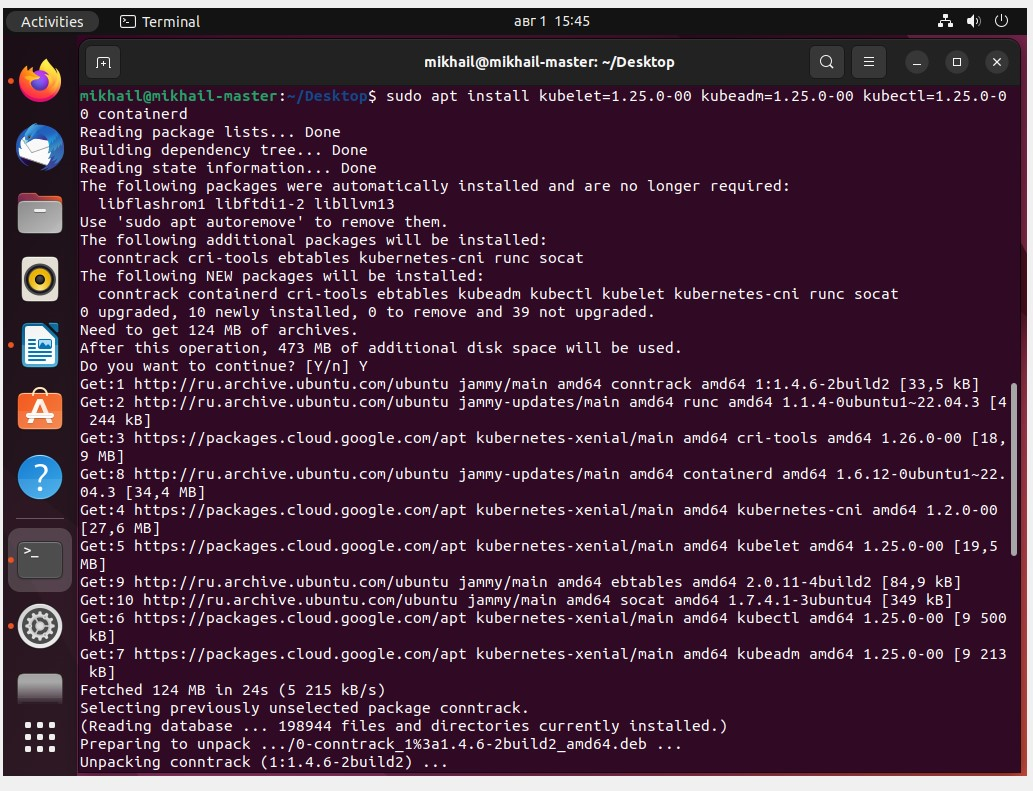 Activities
Terminal
авг 1 15:45
mikhail@mikhail-master: ~/Desktop
mikhail@mikhail-master:~/Desktop$ sudo apt install kubelet=1.25.0-00 kubeadm=1.25.0-00 kubectl=1.25.0-0
0 containerd
Reading package lists... Done
Building dependency tree... Done
Reading state information... Done
The following packages were automatically installed and are no longer required:
  libflashrom1 libftdi1-2 libllvm13
Use 'sudo apt autoremove' to remove them.
The following additional packages will be installed:
  conntrack cri-tools ebtables kubernetes-cni runc socat
The following NEW packages will be installed:
  conntrack containerd cri-tools ebtables kubeadm kubectl kubelet kubernetes-cni runc socat
0 upgraded, 10 newly installed, 0 to remove and 39 not upgraded.
Need to get 124 MB of archives.
After this operation, 473 MB of additional disk space will be used.
Do you want to continue? [Y/n] Y
Get:1 http://ru.archive.ubuntu.com/ubuntu jammy/main amd64 conntrack amd64 1:1.4.6-2build2 [33,5 kB]
Get:2 http://ru.archive.ubuntu.com/ubuntu jammy-updates/main amd64 runc amd64 1.1.4-0ubuntu1~22.04.3 [4
 244 kB]
Get:3 https://packages.cloud.google.com/apt kubernetes-xenial/main amd64 cri-tools amd64 1.26.0-00 [18,
9 MB]
Get:8 http://ru.archive.ubuntu.com/ubuntu jammy-updates/main amd64 containerd amd64 1.6.12-0ubuntu1~22.
04.3 [34,4 MB]
Get:4 https://packages.cloud.google.com/apt kubernetes-xenial/main amd64 kubernetes-cni amd64 1.2.0-00
[27,6 MB]
Get:5 https://packages.cloud.google.com/apt kubernetes-xenial/main amd64 kubelet amd64 1.25.0-00 [19,5
MB]
Get:9 http://ru.archive.ubuntu.com/ubuntu jammy/main amd64 ebtables amd64 2.0.11-4build2 [84,9 kB]
Get:10 http://ru.archive.ubuntu.com/ubuntu jammy/main amd64 socat amd64 1.7.4.1-3ubuntu4 [349 kB]
Get:6 https://packages.cloud.google.com/apt kubernetes-xenial/main amd64 kubectl amd64 1.25.0-00 [9 500
 kB]
Get:7 https://packages.cloud.google.com/apt kubernetes-xenial/main amd64 kubeadm amd64 1.25.0-00 [9 213
 kB]
Fetched 124 MB in 24s (5 215 kB/s)
Selecting previously unselected package conntrack.
(Reading database ... 198944 files and directories currently installed.)
Preparing to unpack .../0-conntrack_1%3a1.4.6-2build2_amd64.deb ...
Unpacking conntrack (1:1.4.6-2build2) ...